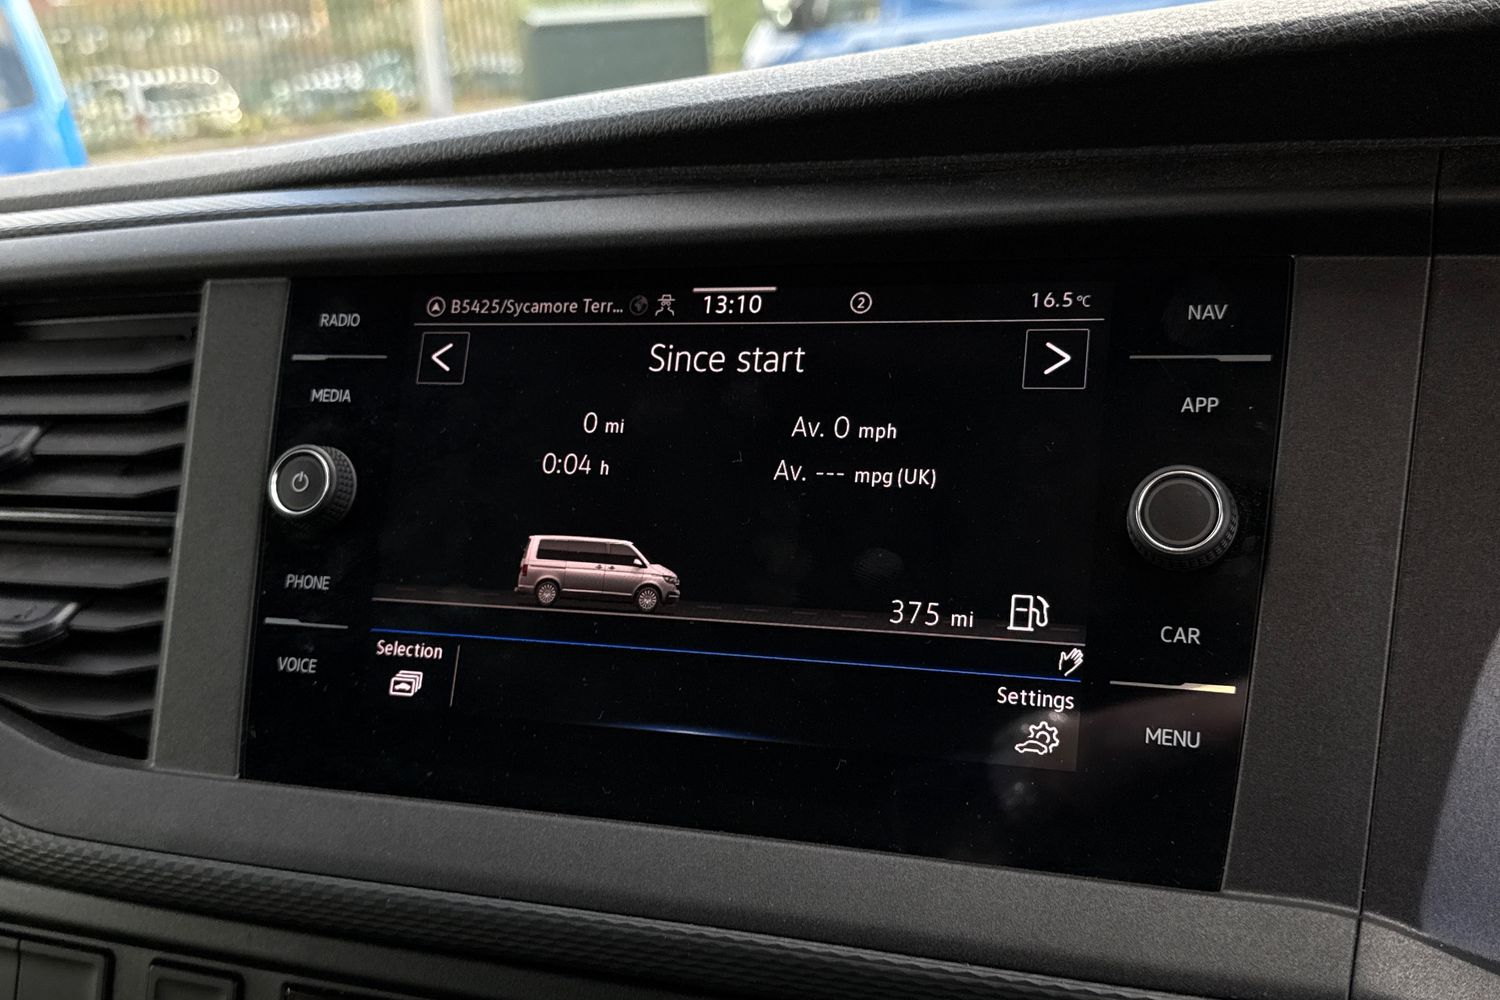 RADIO
MEDIA
PHONE
VOICE
B5425/Sycamore Terr...
13:10
2
16.5°C
<
Since start
>
0 mi
0:04 h
Av. 0 mph
Av. --- mpg (UK)
375 mi
Selection
Settings
NAV
APP
CAR
MENU